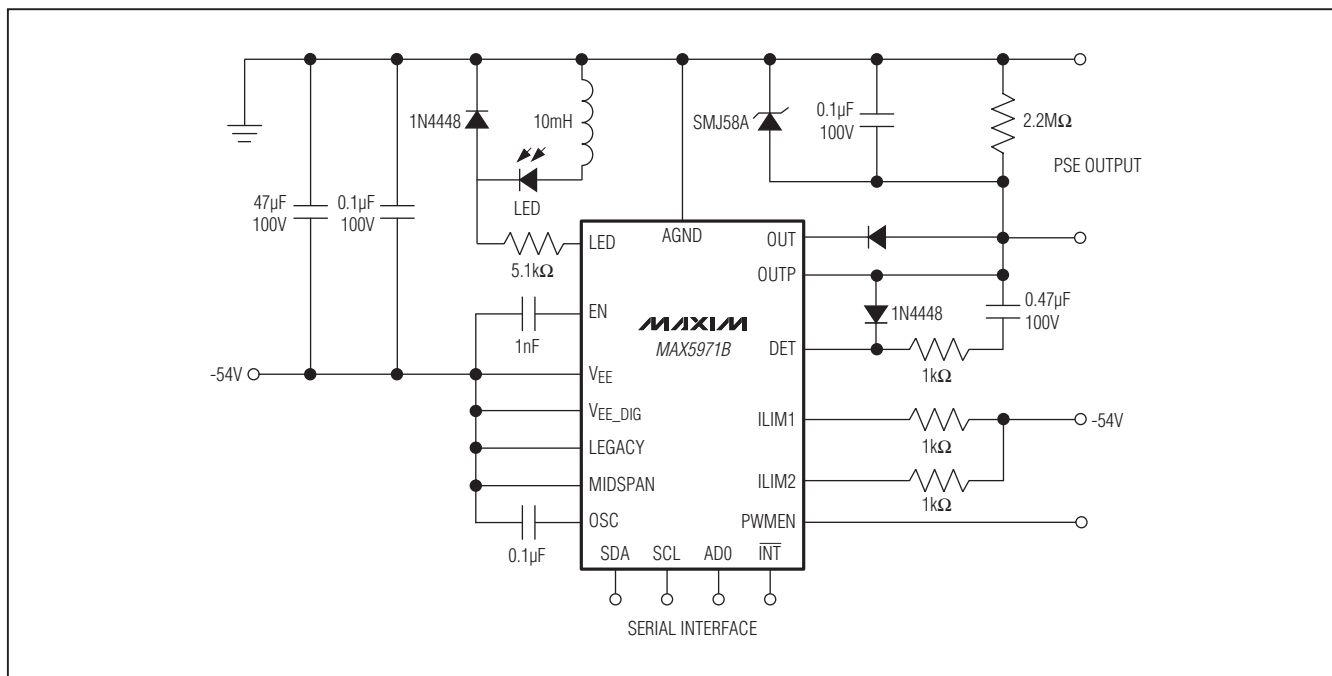 1N4448
10mH
LED
47µF
100V
0.1µF
100V
5.1kΩ
1nF
-54V
0.1µF
SMJ58A
0.1µF
100V
2.2MΩ
PSE OUTPUT
AGND
LED
EN
VEE
VEE_DIG
LEGACY
MIDSPAN
OSC
MAXIM
MAX5971B
OUT
OUTP
DET
ILIM1
ILIM2
PWMEN
SDA SCL AD0 INT
SERIAL INTERFACE
1N4448
0.47µF
100V
1kΩ
1kΩ
-54V
1kΩ